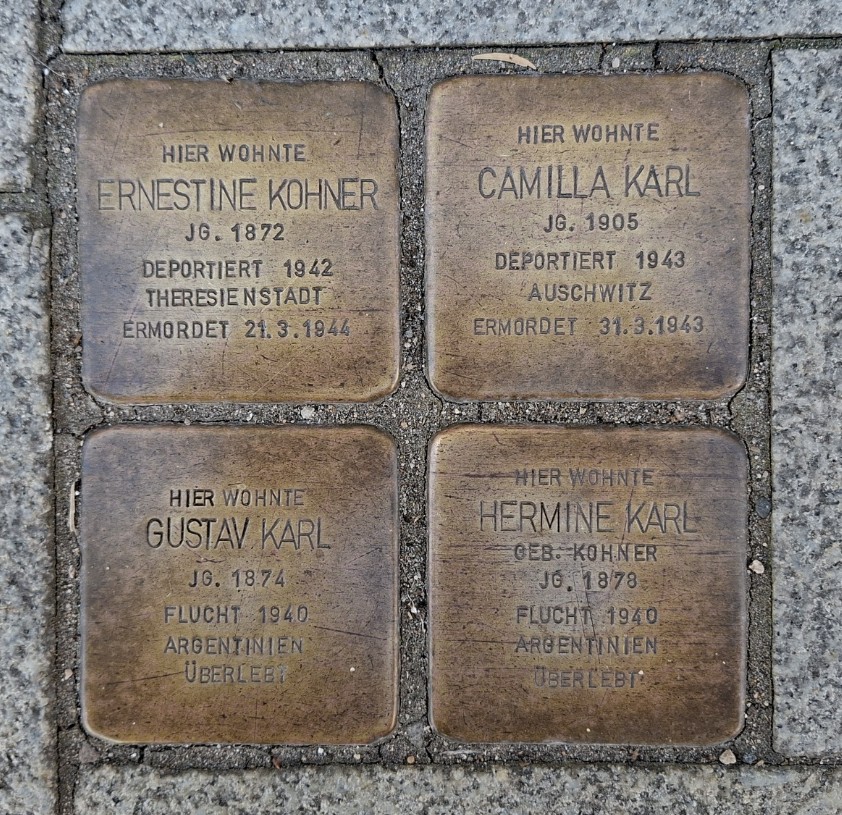 HIER WOHNTE
ERNESTINE KOHNER
JG. 1872
DEPORTIERT 1942
THERESIENSTADT
ERMORDET 21.3.1944
HIER WOHNTE
CAMILLA KARL
JG. 1905
DEPORTIERT 1943
AUSCHWITZ
ERMORDET 31.3.1943
HIER WOHNTE
GUSTAV KARL
JG. 1874
FLUCHT 1940
ARGENTINIEN
ÜBERLEBT
HIER WOHNTE
HERMINE KARL
GEB. KOHNER
JG. 1878
FLUCHT 1940
ARGENTINIEN
ÜBERLEBT